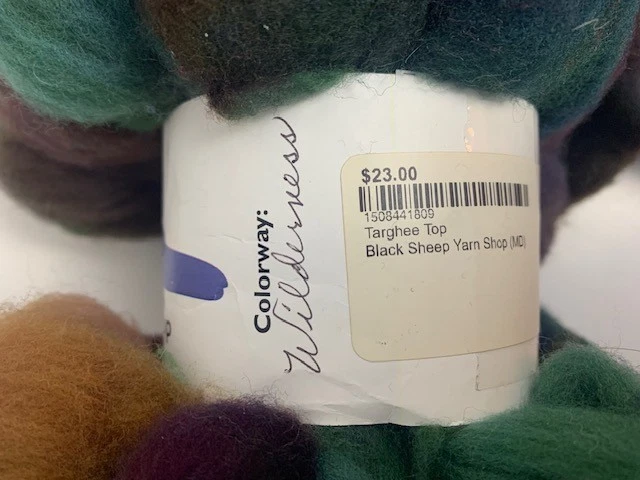 Colorway:
Wilderness
$23.00
1508441809
Targhee Top
Black Sheep Yarn Shop (MD)